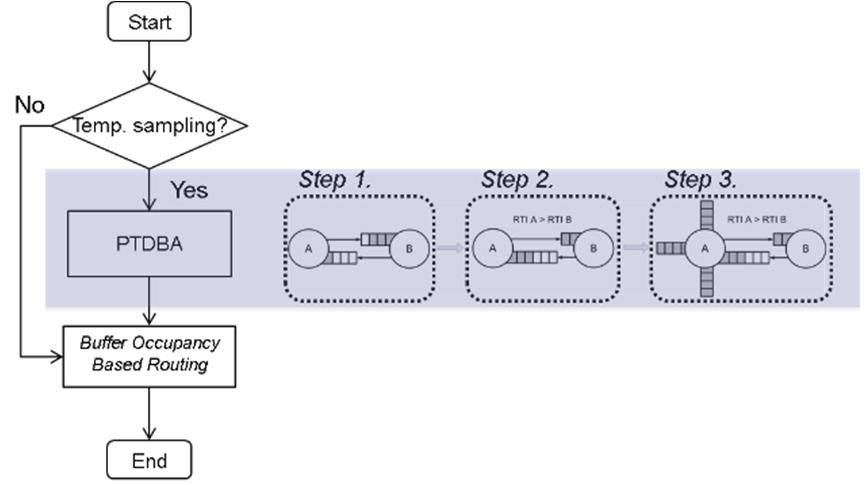 Start
No
Temp. sampling?
Yes
PTDBA
Buffer Occupancy
Based Routing
End
Step 1.
A
B
Step 2.
RTI A > RTI B
A
B
Step 3.
RTI A > RTI B
A
B